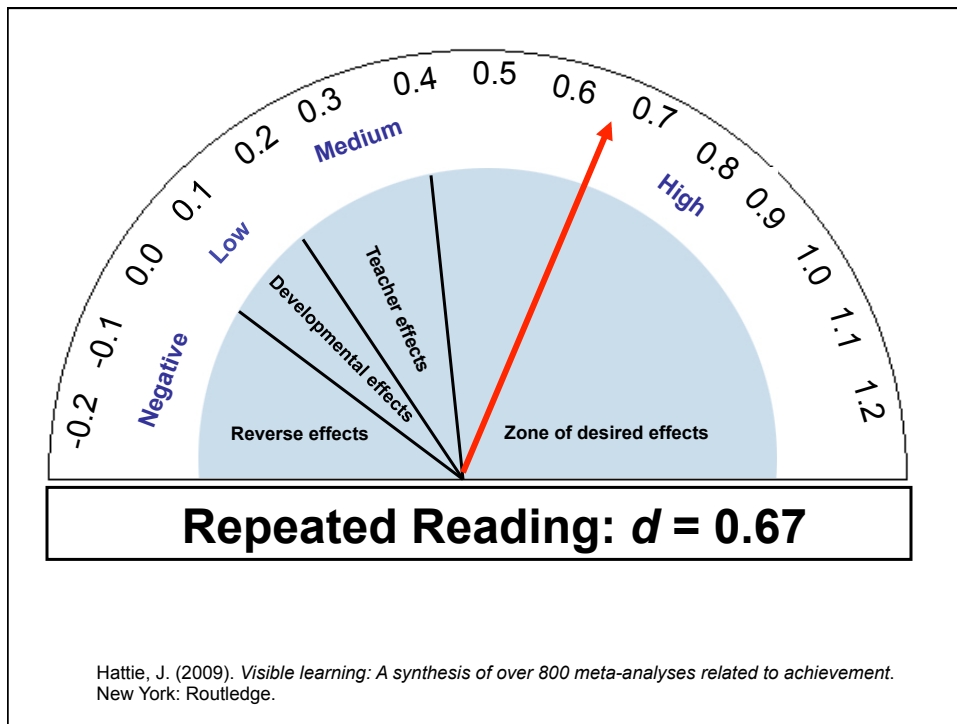 -0.2
-0.1
0.0
0.1
0.2
0.3
0.4
0.5
0.6
0.7
0.8
0.9
1.0
1.1
1.2
Negative
Low
Medium
High
Reverse effects
Developmental effects
Teacher effects
Zone of desired effects
Repeated Reading: d = 0.67
Hattie, J. (2009). Visible learning: A synthesis of over 800 meta-analyses related to achievement.
New York: Routledge.